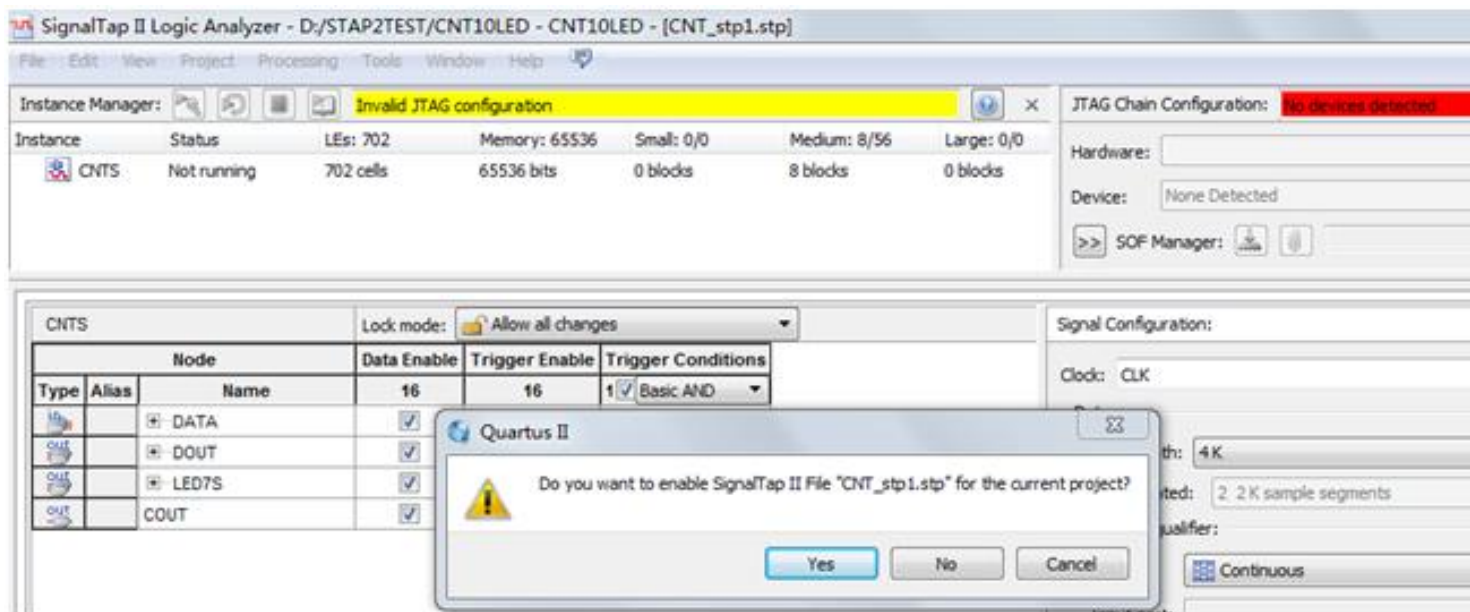 SignalTap II Logic Analyzer - D:/STAP2TEST/CNT10LED - CNT10LED - [CNT_stp1.stp]
File Edit View Project Processing Tools Window Help
Instance Manager: Invalid JTAG configuration
JTAG Chain Configuration: No devices detected
Instance Status LEs: 702 Memory: 65536 Small: 0/0 Medium: 8/56 Large: 0/0
CNTS Not running 702 cells 65536 bits 0 blocks 8 blocks 0 blocks
Hardware:
Device: None Detected
>> SOF Manager:
CNTS Lock mode: Allow all changes
Signal Configuration:
Node Data Enable Trigger Enable Trigger Conditions
Type Alias Name 16 16 1 Basic AND
Clock: CLK
DATA
DOUT
LED7S
COUT
Quartus II
Do you want to enable SignalTap II File "CNT_stp1.stp" for the current project?
Yes No Cancel
th: 4 K
ted: 2 2 K sample segments
ualifier:
Continuous